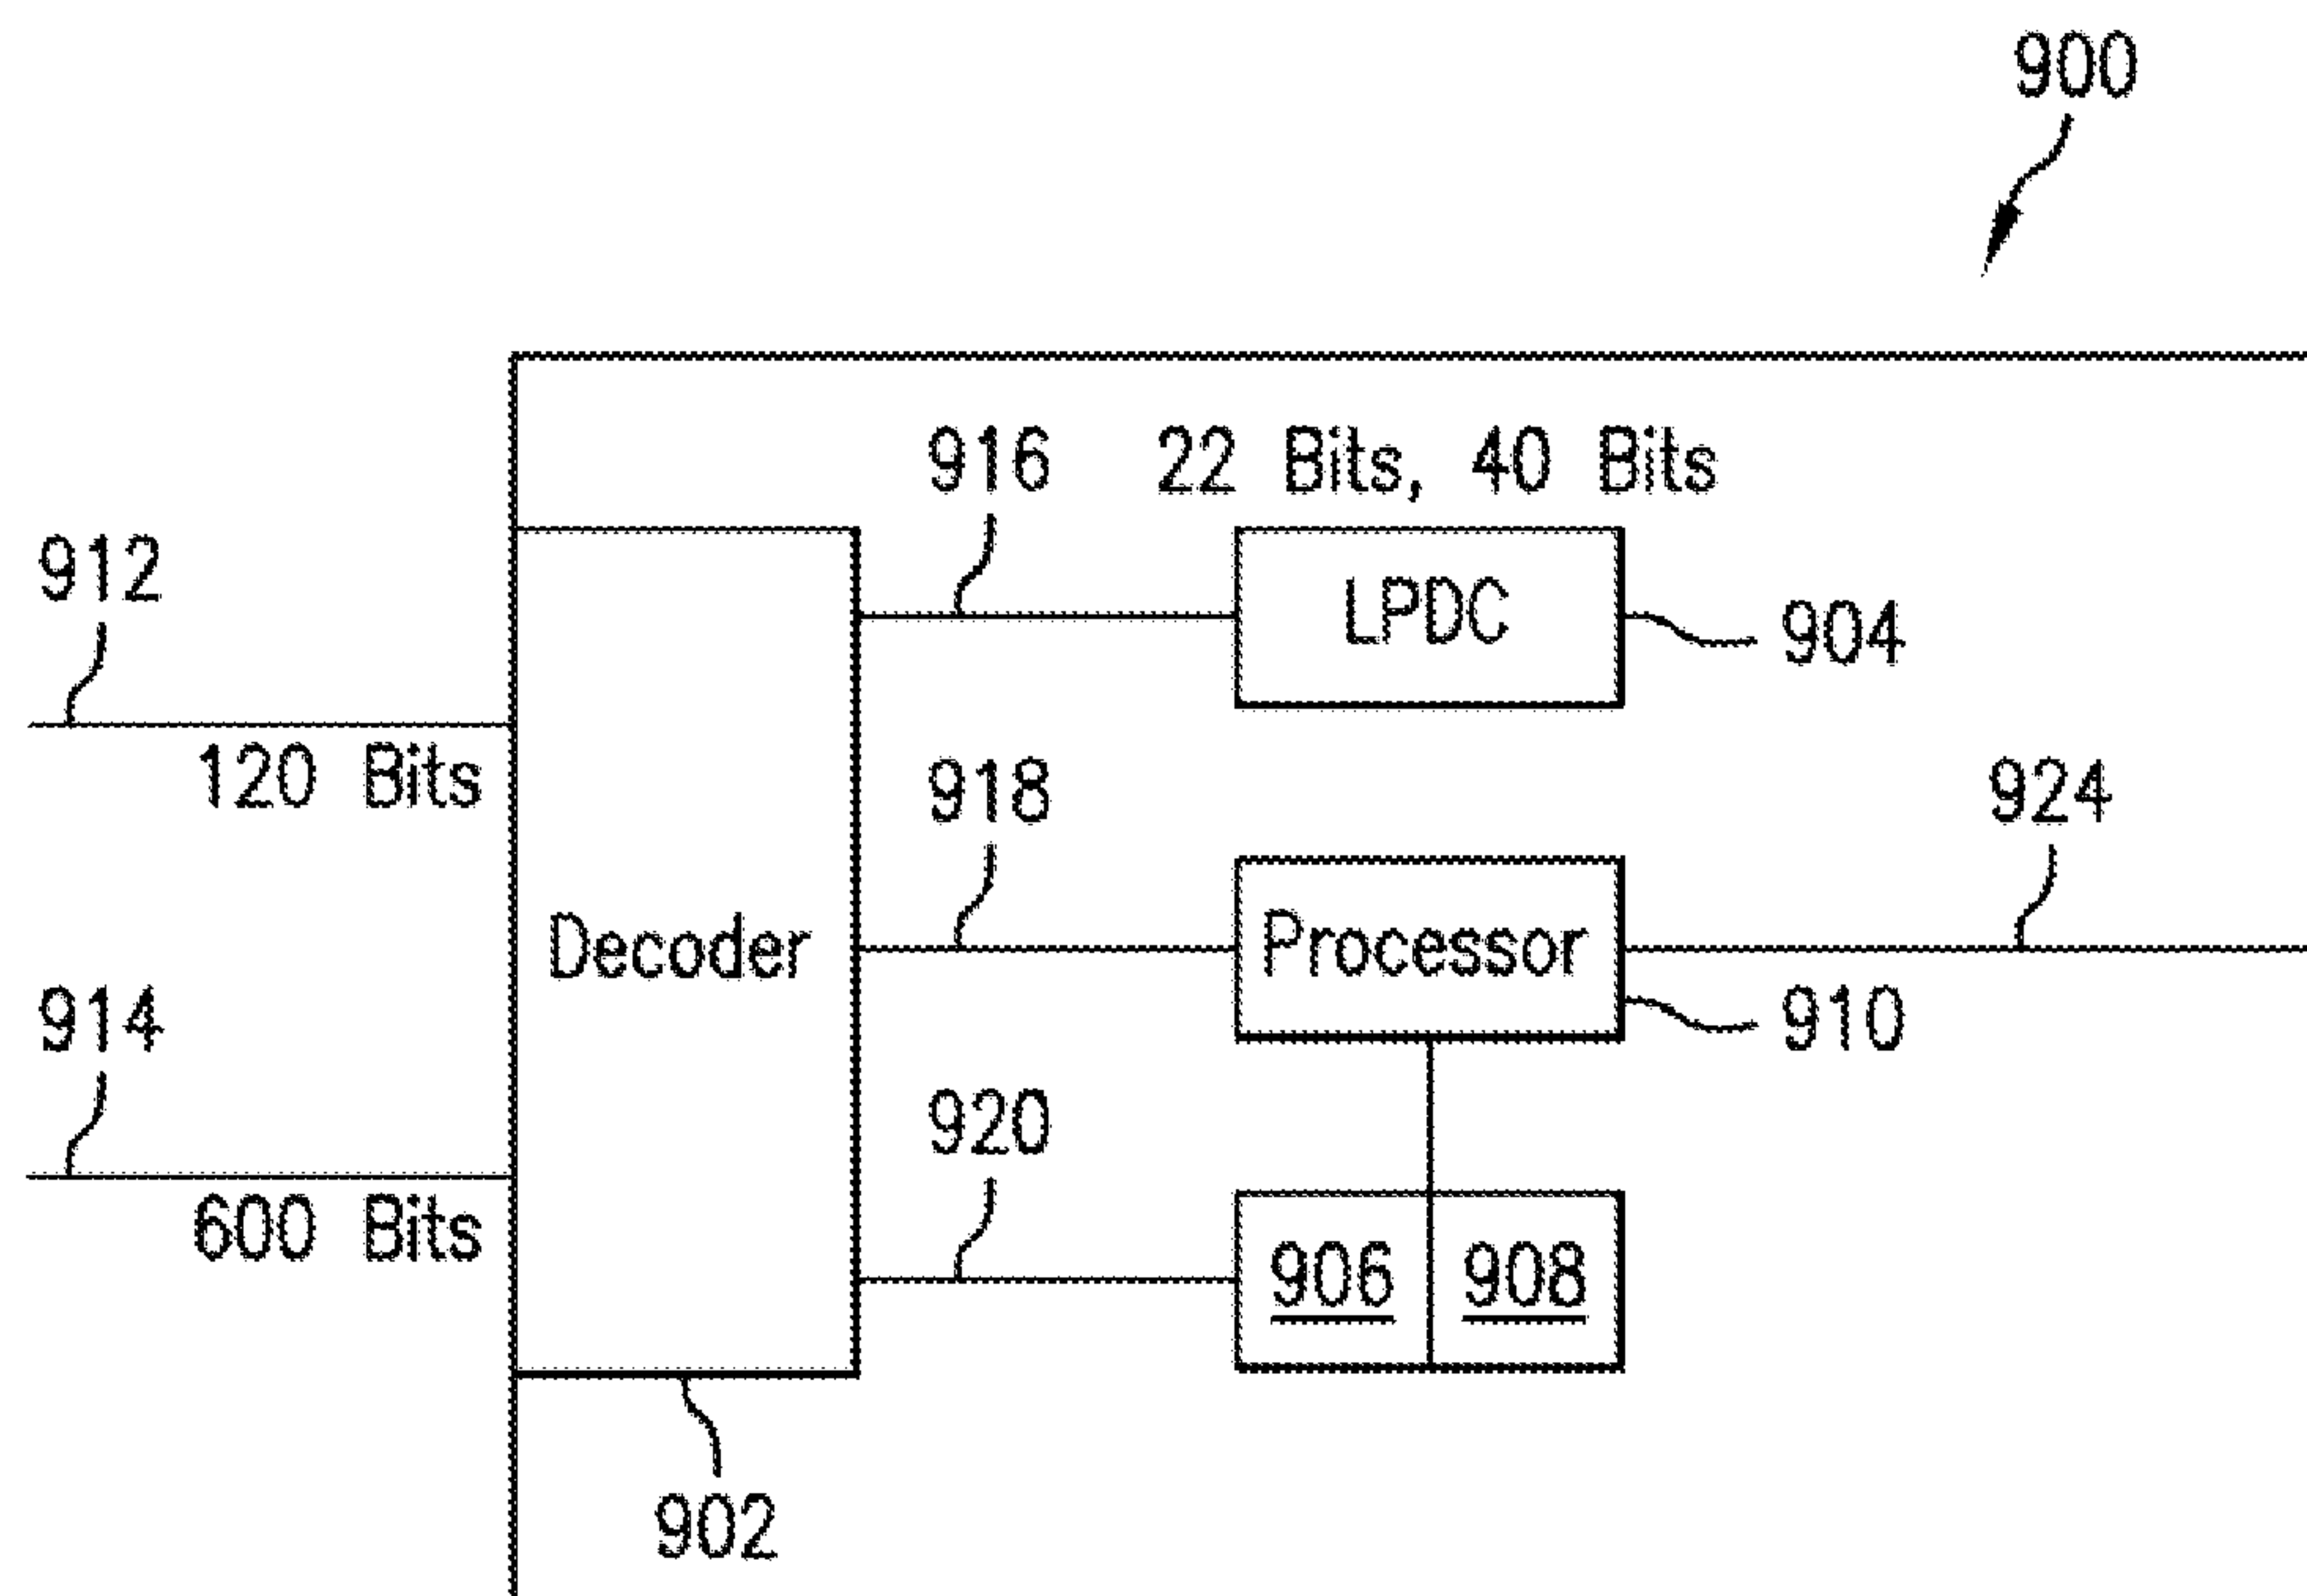 900
916 22 Bits, 40 Bits
912
LPDC
904
120 Bits
918
924
Decoder
Processor
914
910
920
600 Bits
906
908
902